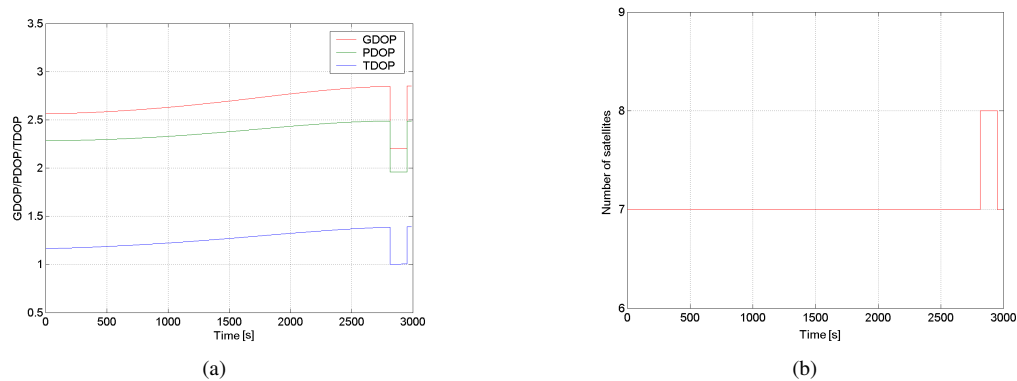 3.5
3
2.5
2
1.5
1
0.5
GDOP/PDOP/TDOP
GDOP
PDOP
TDOP
0 500 1000 1500 2000 2500 3000
Time [s]
(a)
9
8
7
6
Number of satellites
0 500 1000 1500 2000 2500 3000
Time [s]
(b)